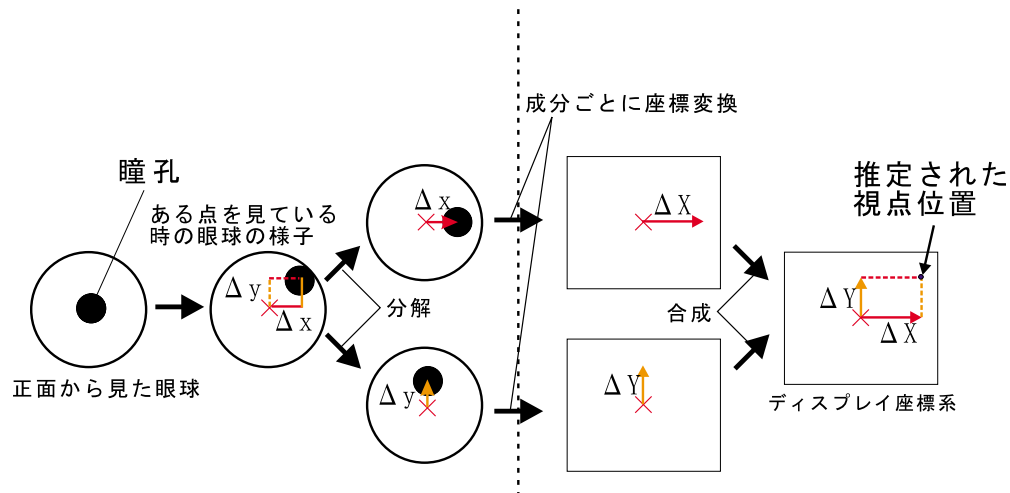 成分ごとに座標変換
瞳孔
ある点を見ている
時の眼球の様子
Δx
推定された
視点位置
ΔX
Δy
Δx
分解
合成
ΔY
ΔX
正面から見た眼球
Δy
ΔY
ディスプレイ座標系